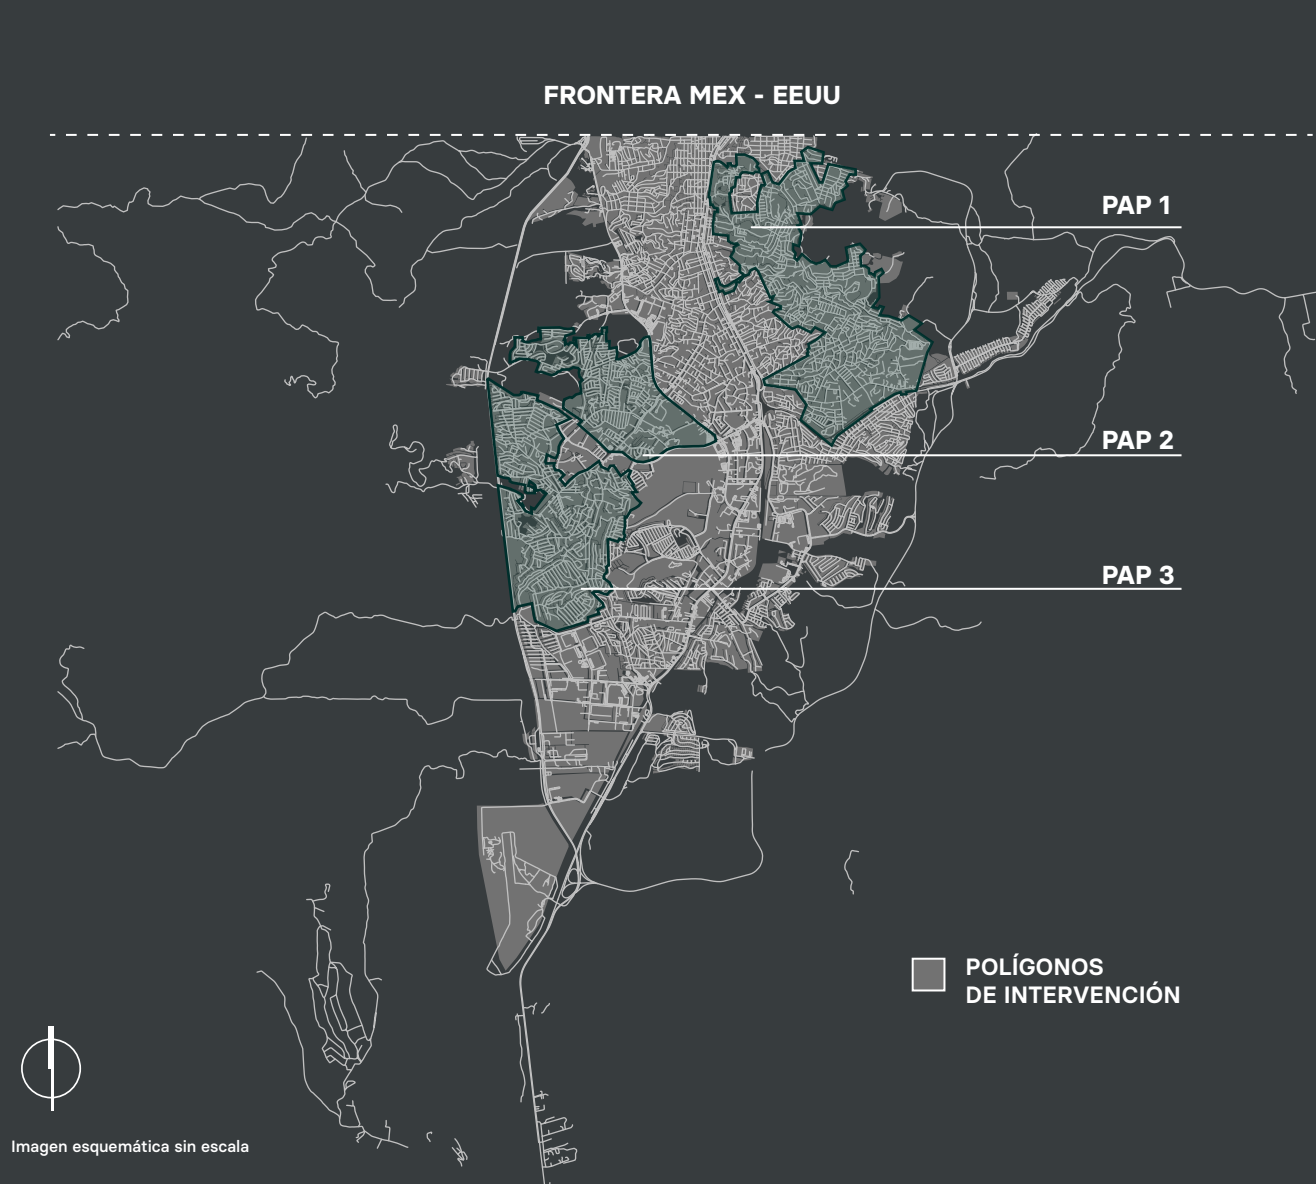 FRONTERA MEX - EEUU
PAP 1
PAP 2
PAP 3
POLÍGONOS
DE INTERVENCIÓN
Imagen esquemática sin escala